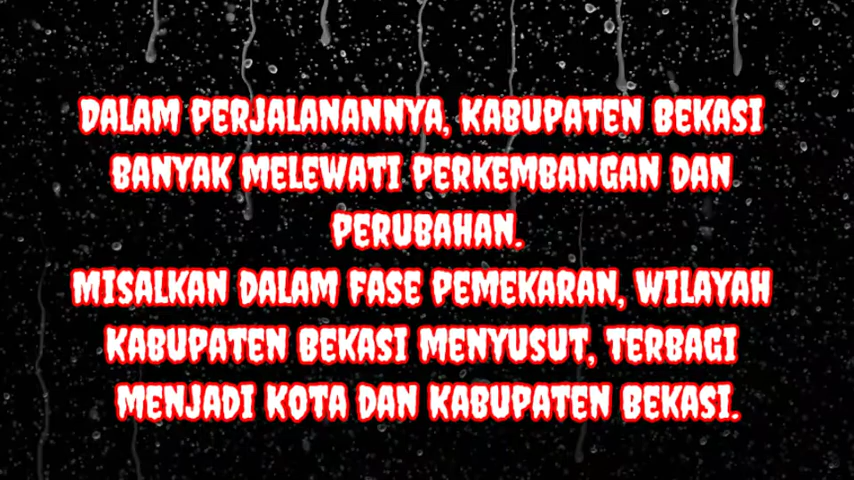 DALAM PERJALANANNYA, KABUPATEN BEKASI
BANYAK MELEWATI PERKEMBANGAN DAN
PERUBAHAN.
MISALKAN DALAM FASE PEMEKARAN, WILAYAH
KABUPATEN BEKASI MENYUSUT, TERBAGI
MENJADI KOTA DAN KABUPATEN BEKASI.